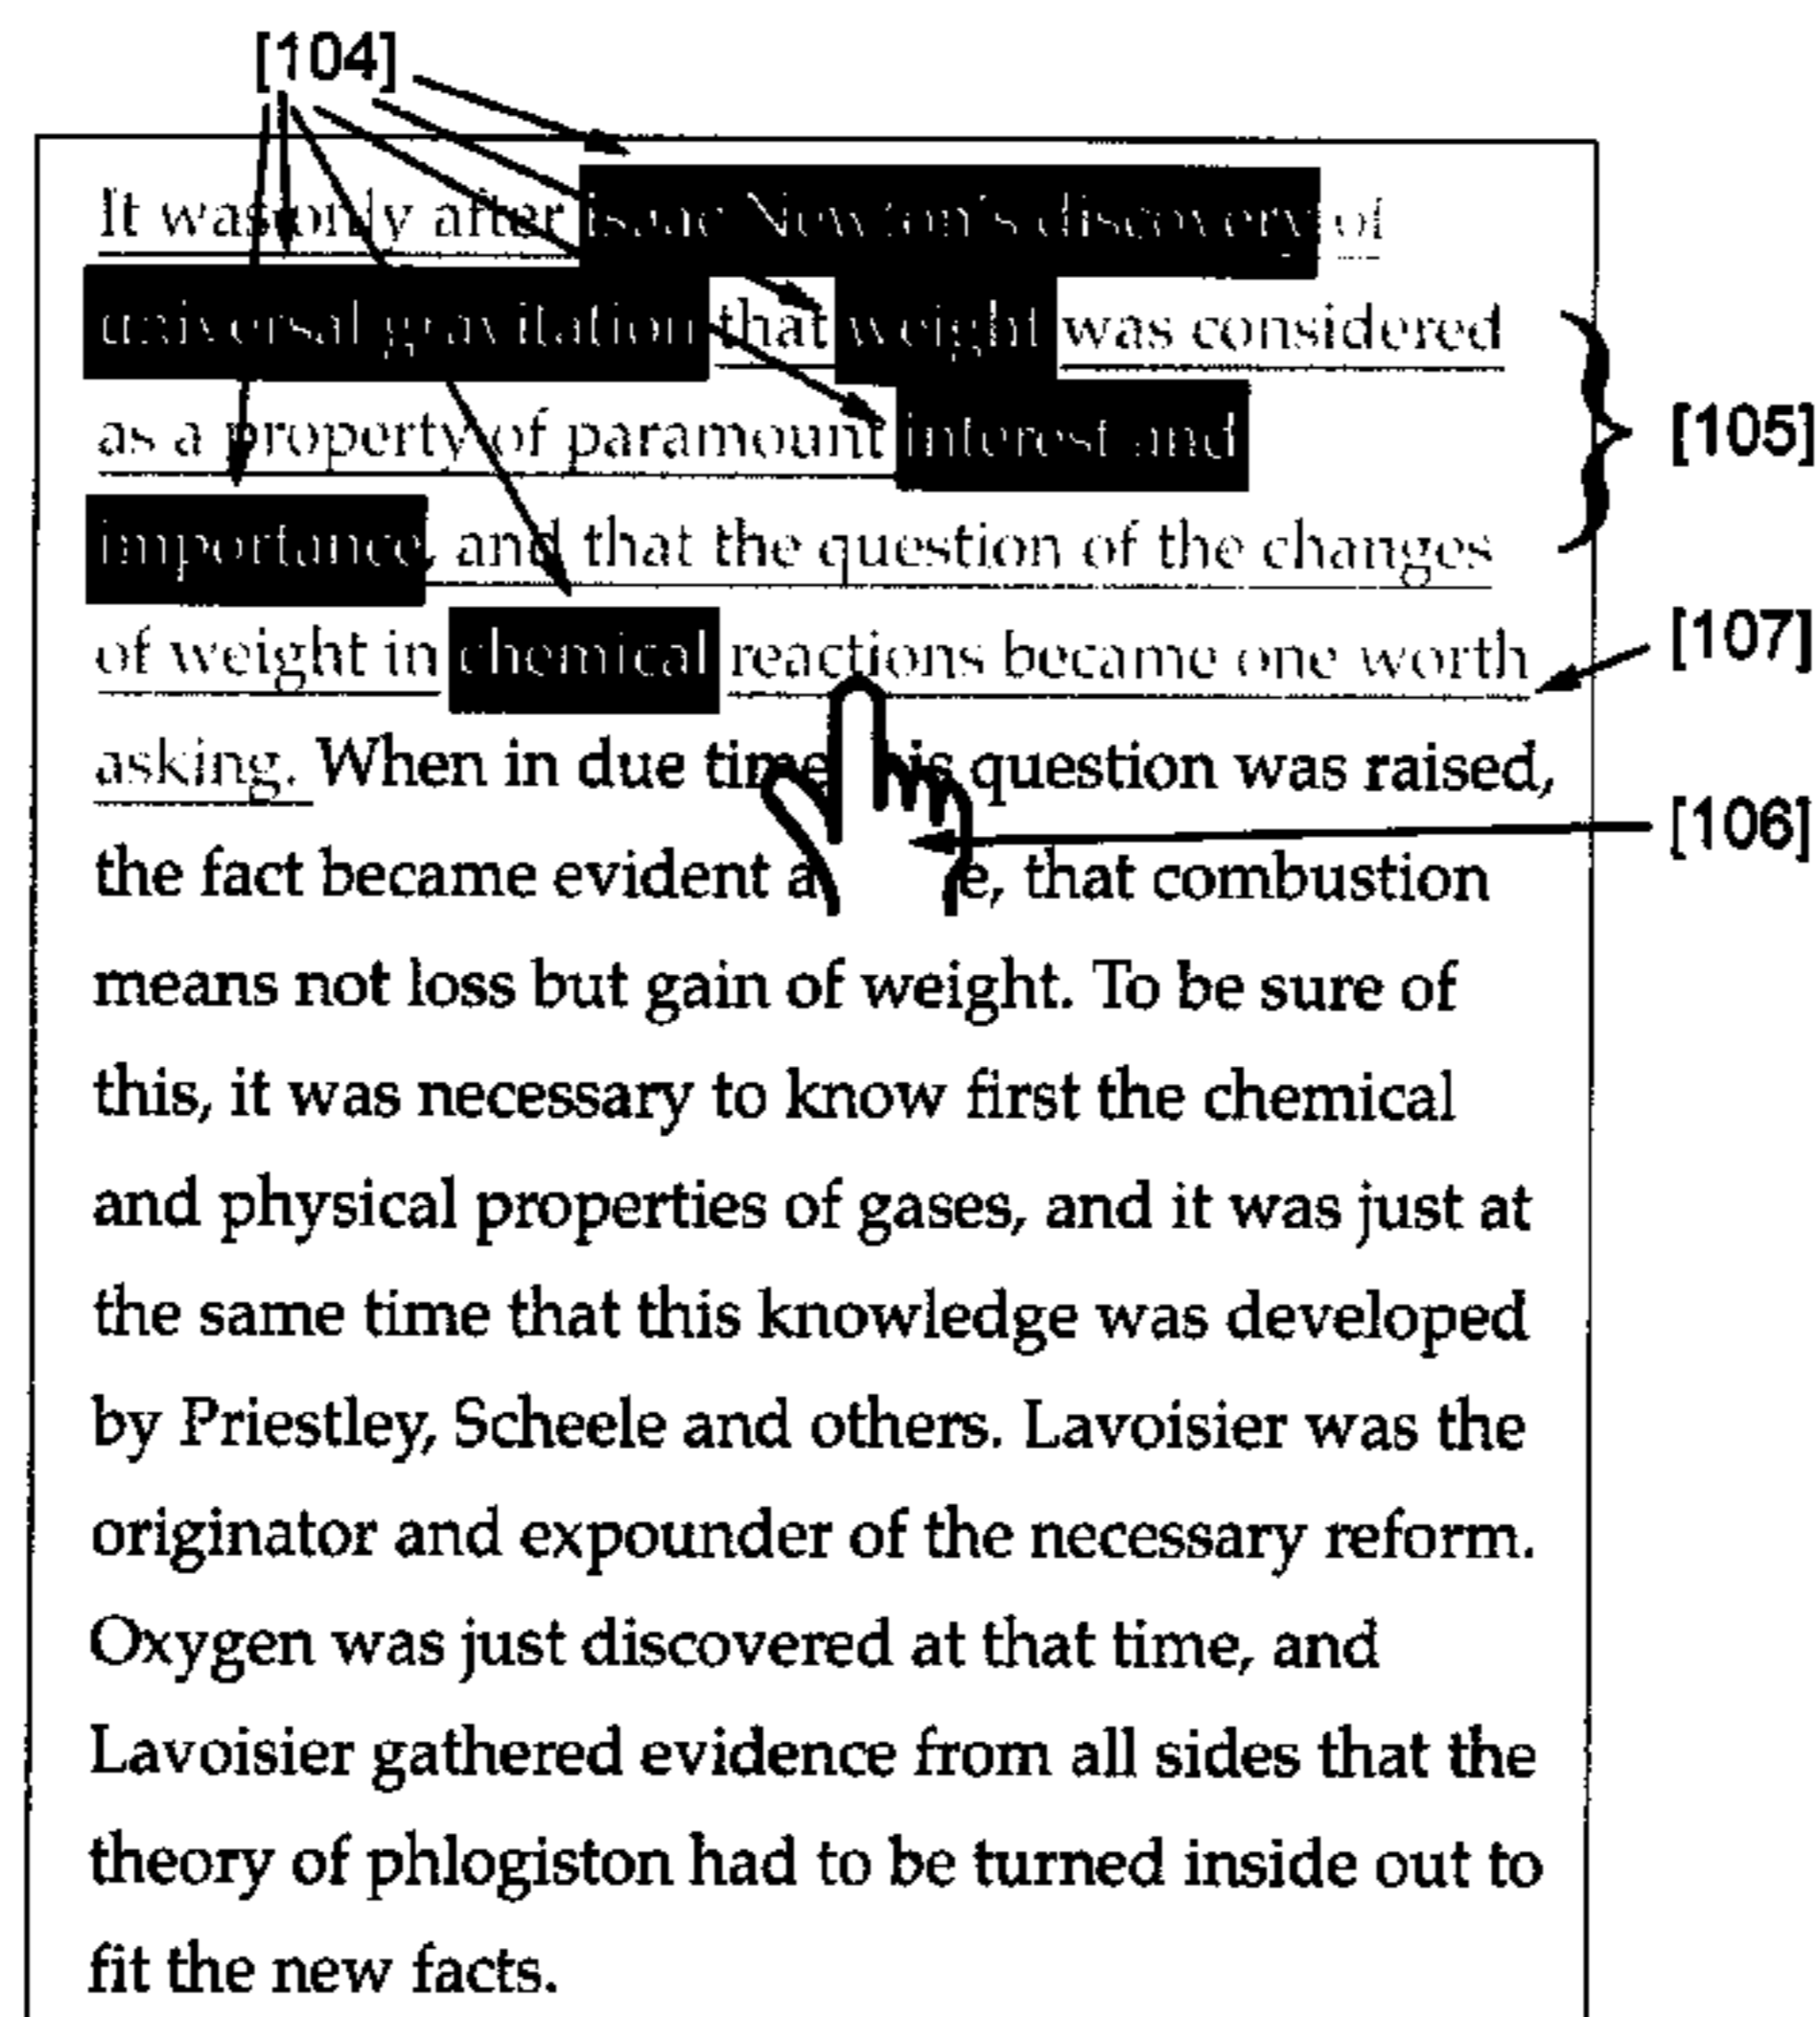 [104]
It was only after isaac Newton's discovery of
universal gravitation that weight was considered
as a property of paramount interest and
[105]
importance, and that the question of the changes
of weight in chemical reactions became one worth
[107]
asking. When in due time his question was raised,
[106]
the fact became evident a e, that combustion
means not loss but gain of weight. To be sure of
this, it was necessary to know first the chemical
and physical properties of gases, and it was just at
the same time that this knowledge was developed
by Priestley, Scheele and others. Lavoisier was the
originator and expounder of the necessary reform.
Oxygen was just discovered at that time, and
Lavoisier gathered evidence from all sides that the
theory of phlogiston had to be turned inside out to
fit the new facts.